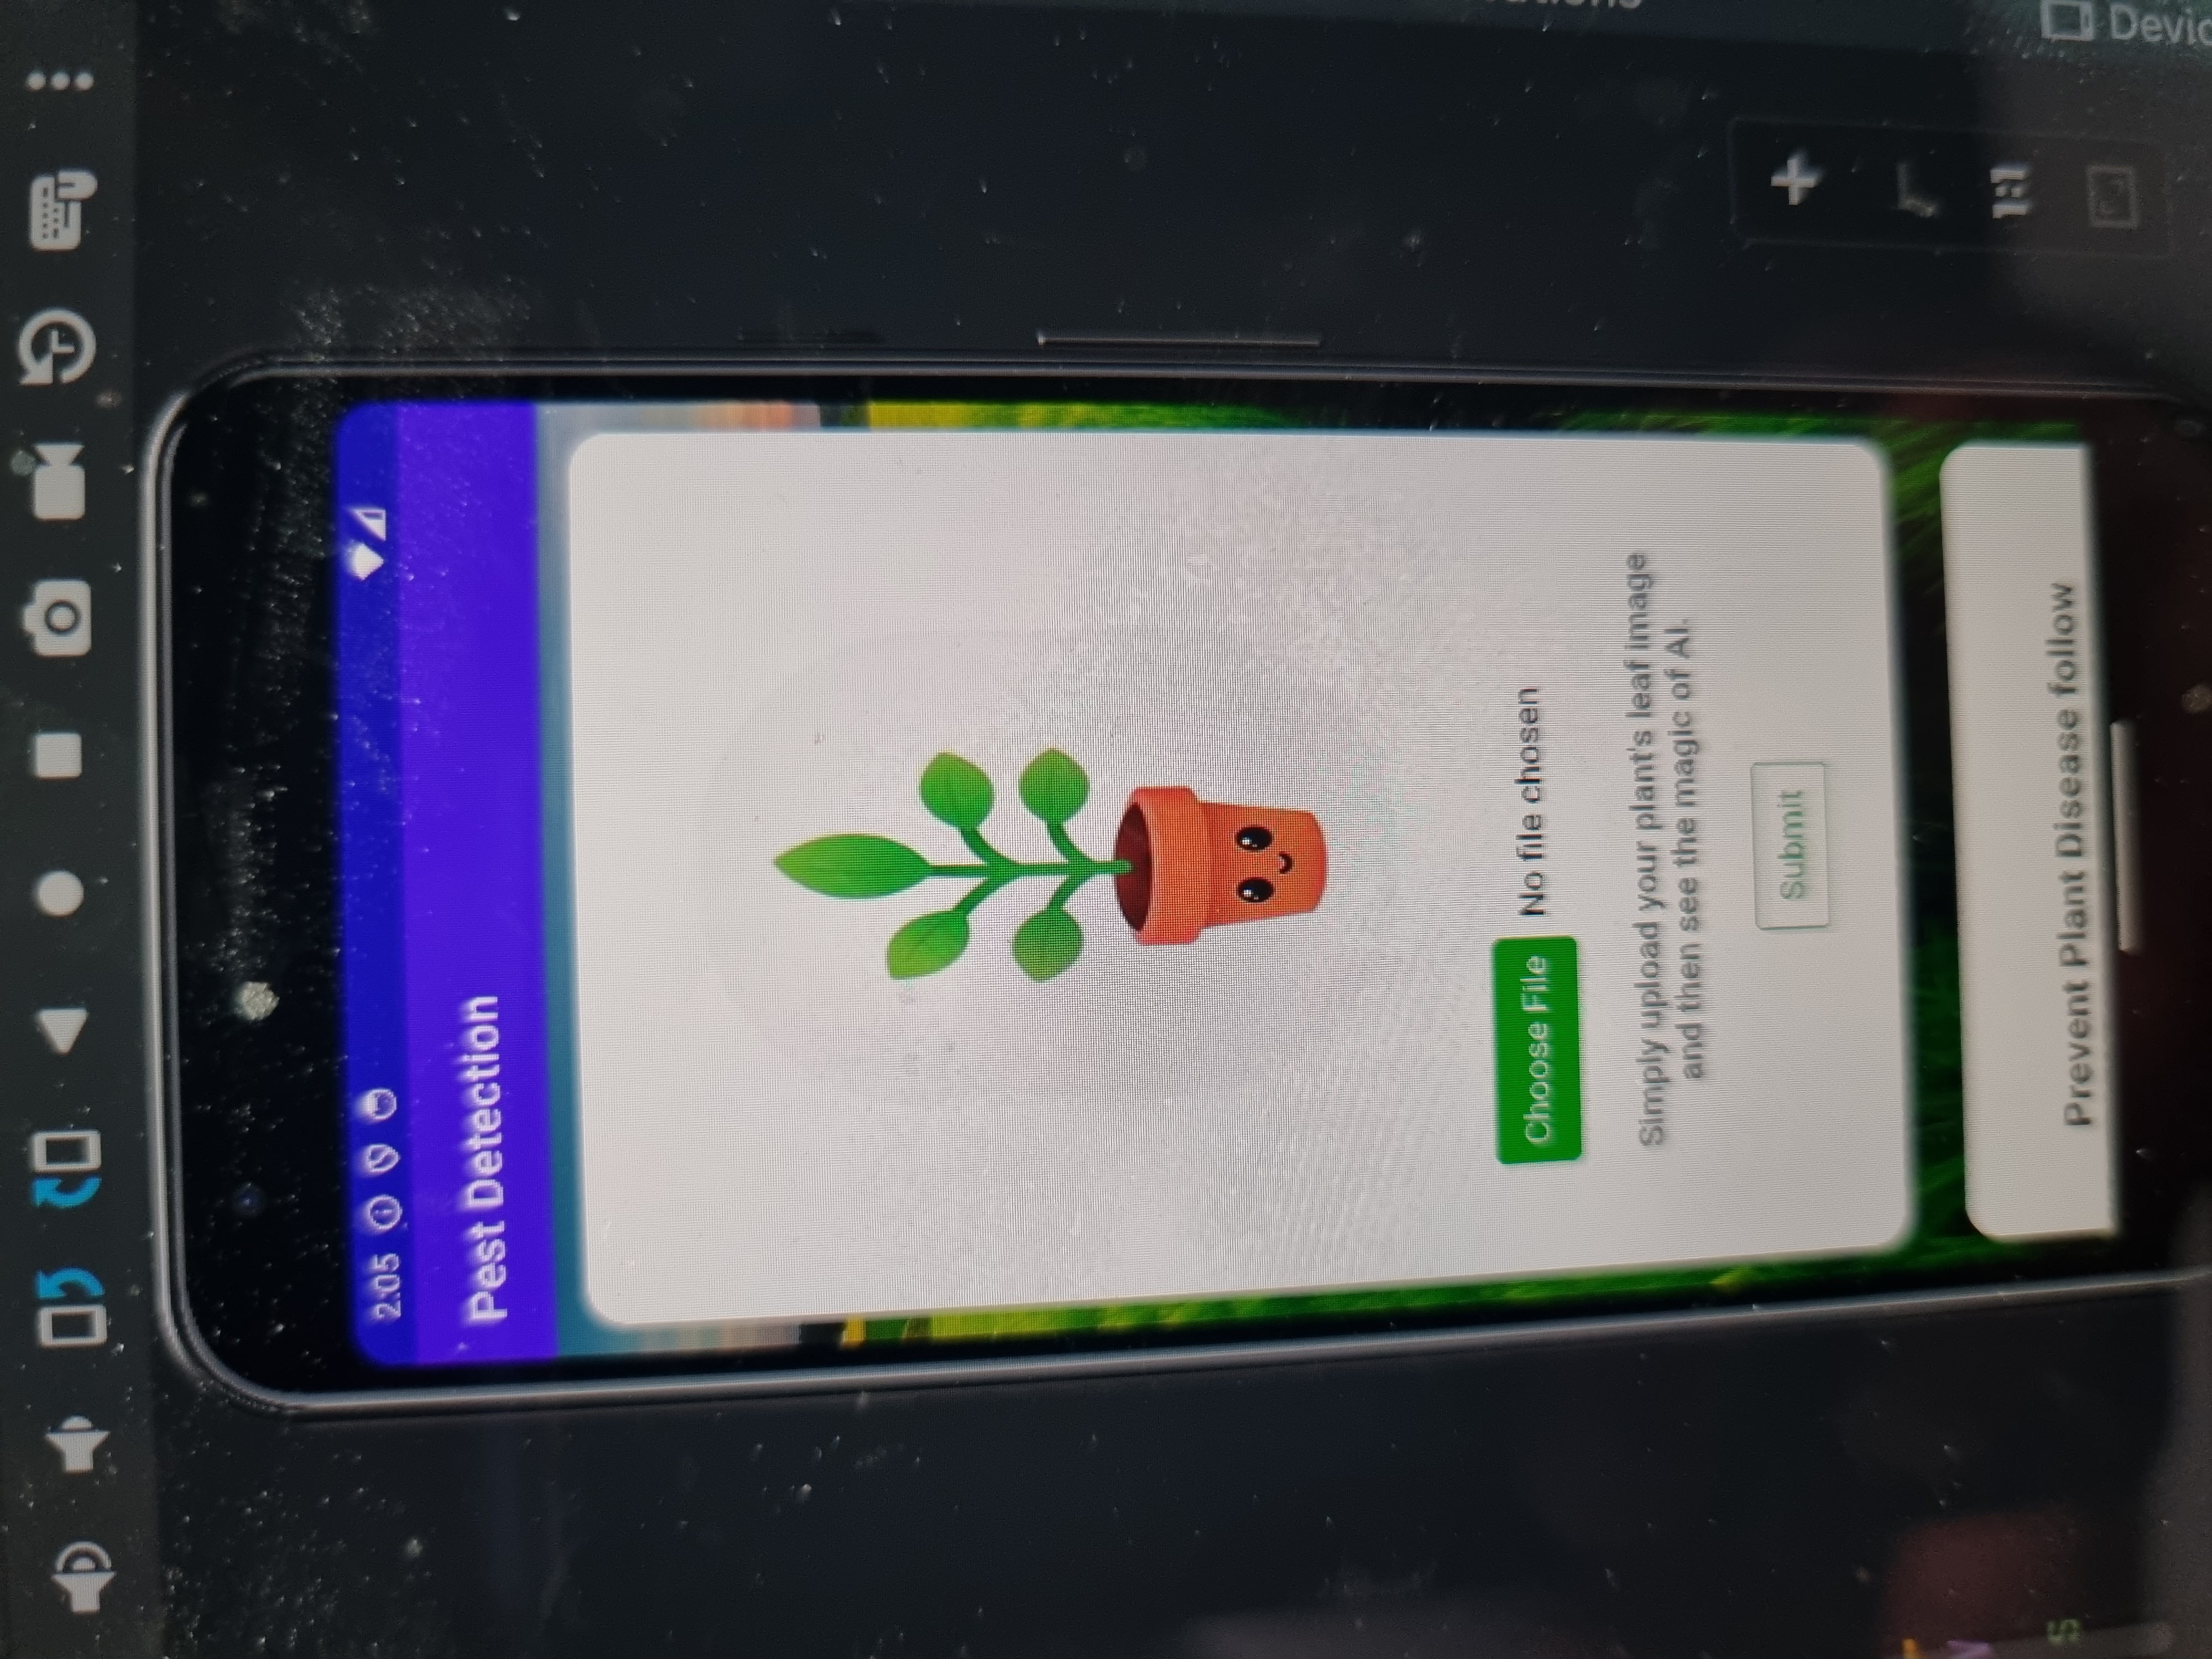 2:05
Pest Detection
Choose File No file chosen
Simply upload your plant's leaf image
and then see the magic of AI.
Submit
Prevent Plant Disease follow
1:1
S